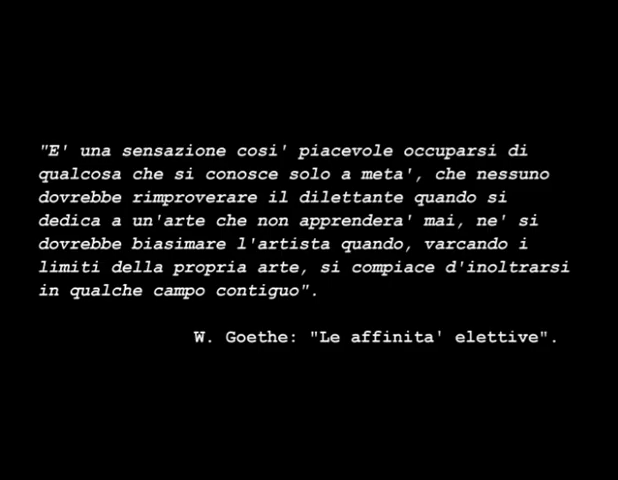 "E' una sensazione cosi' piacevole occuparsi di
qualcosa che si conosce solo a meta', che nessuno
dovrebbe rimproverare il dilettante quando si
dedica a un'arte che non apprendera' mai, ne' si
dovrebbe biasimare l'artista quando, varcando i
limiti della propria arte, si compiace d'inoltrarsi
in qualche campo contiguo".
W. Goethe: "Le affinita' elettive".